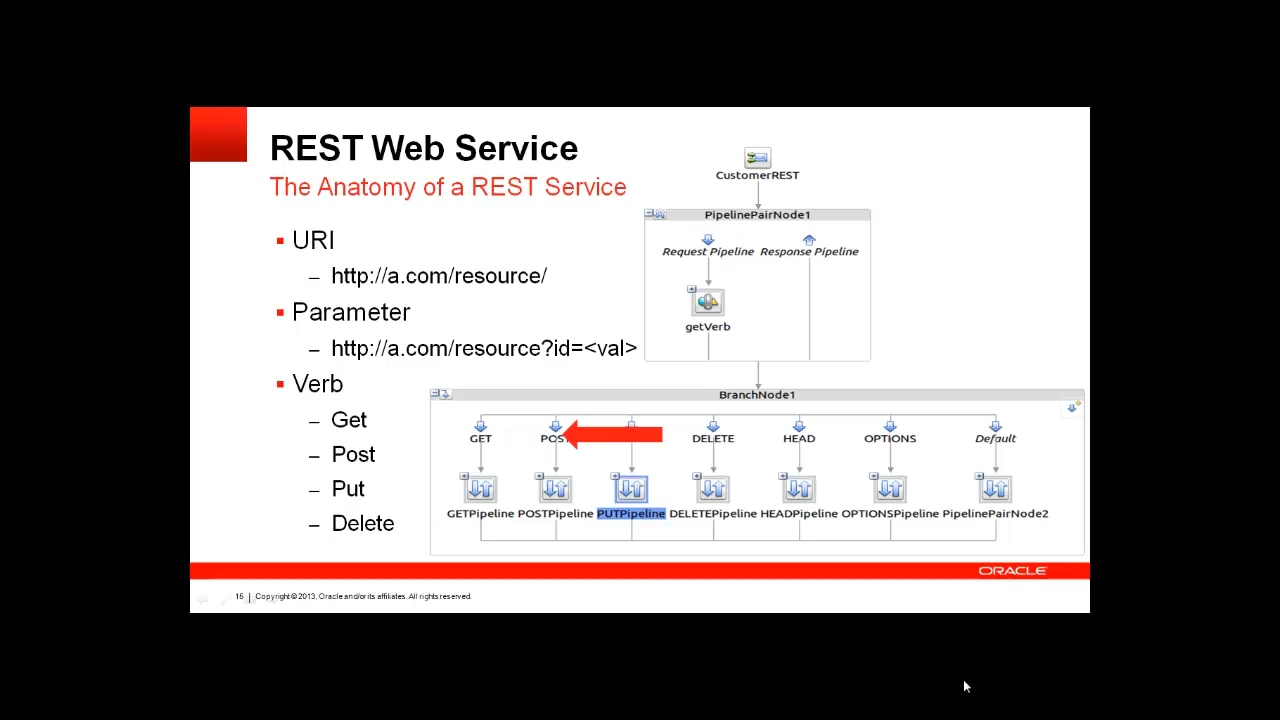 REST Web Service
The Anatomy of a REST Service
URI
– http://a.com/resource/
Parameter
– http://a.com/resource?id=<val>
Verb
– Get
– Post
– Put
– Delete
CustomerREST
PipelinePairNode1
Request Pipeline Response Pipeline
getVerb
BranchNode1
GET DELETE HEAD OPTIONS Default
GETPipeline POSTPipeline PUTPipeline DELETEPipeline HEADPipeline OPTIONSPipeline PipelinePairNode2
ORACLE
15 | Copyright © 2013, Oracle and/or its affiliates. All rights reserved.